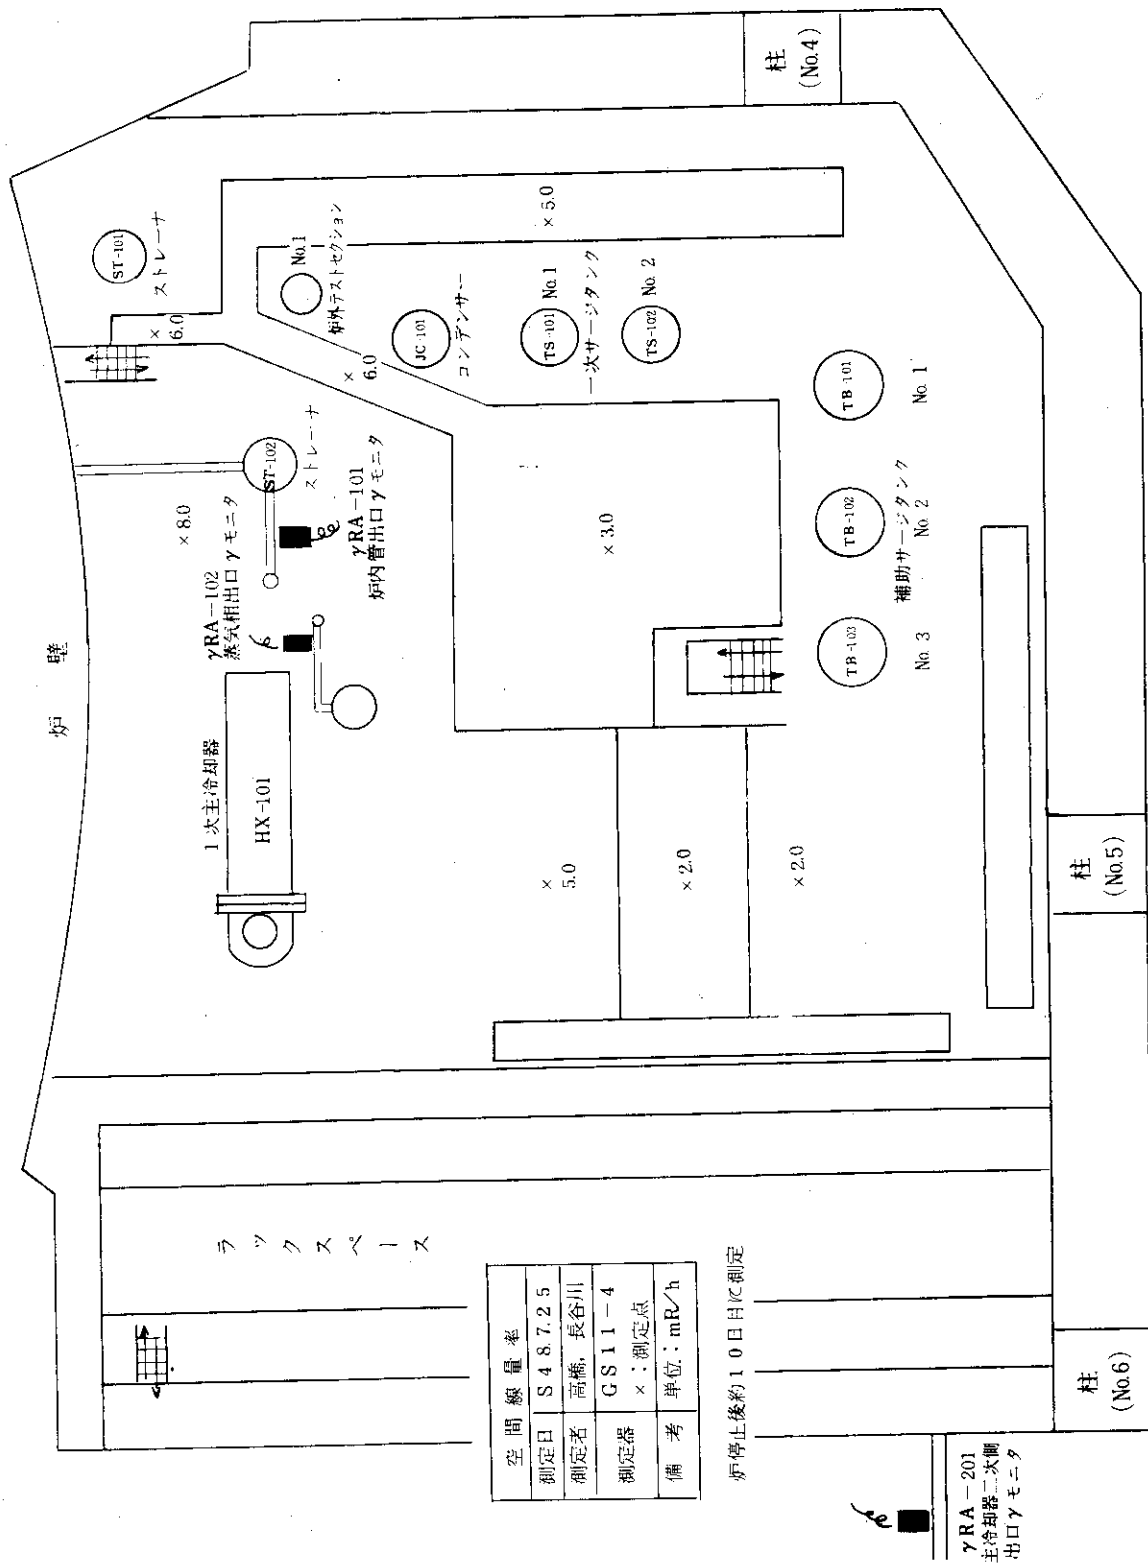 炉 壁
ST-101
ストレーナ
×
6.0
No.1
炉外テストセクション
× 5.0
柱
(No.4)
JC-101
コンデンサー
×
6.0
TS-101
No.1
一次サージタンク
TS-102
No. 2
ST-102
ストレーナ
× 8.0
γRA-102
蒸気相出口γモニタ
γRA-101
炉内管出口γモニタ
× 3.0
TB-101
No. 1
TB-102
No. 2
補助サージタンク
TB-103
No. 3
1次主冷却器
HX-101
×
5.0
× 2.0
× 2.0
柱
(No.5)
ラックスペース
空間線量率
測定日 S48.7.25
測定者 高橋, 長谷川
測定器 GS11-4
×:測定点
備考 単位:mR/h
炉停止後約10日目に測定
柱
(No.6)
γRA-201
主冷却器二次側
出口γモニタ